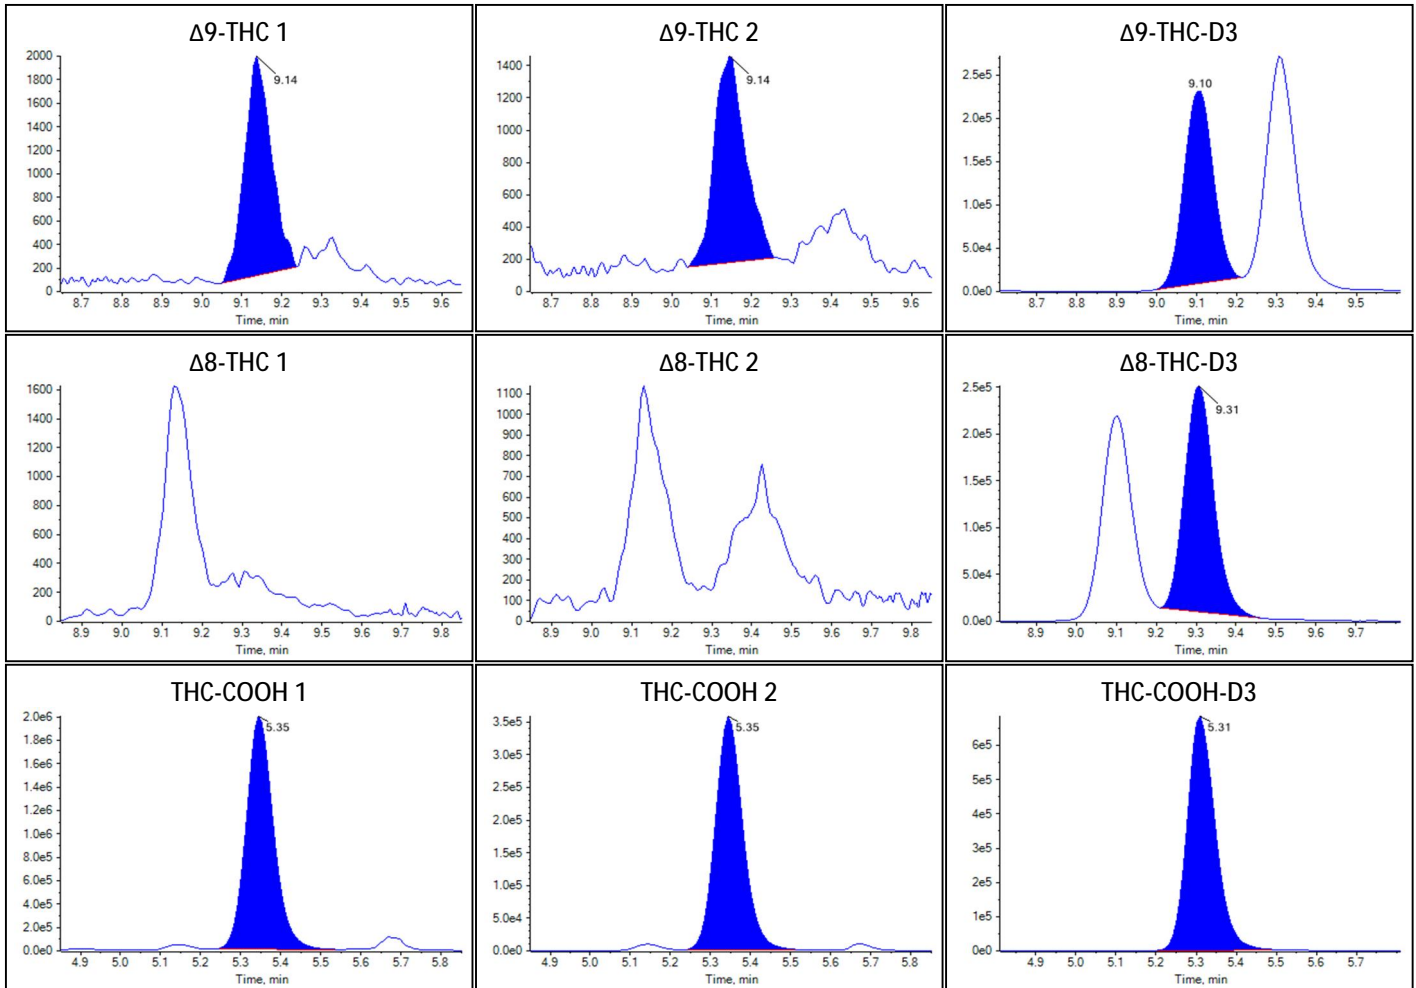 Δ9-THC 1
2000
1800
1600
1400
1200
1000
800
600
400
200
0
9.14
8.7 8.8 8.9 9.0 9.1 9.2 9.3 9.4 9.5 9.6
Time, min
Δ9-THC 2
1400
1200
1000
800
600
400
200
0
9.14
8.7 8.8 8.9 9.0 9.1 9.2 9.3 9.4 9.5 9.6
Time, min
Δ9-THC-D3
2.5e5
2.0e5
1.5e5
1.0e5
5.0e4
0.0e0
9.10
8.7 8.8 8.9 9.0 9.1 9.2 9.3 9.4 9.5
Time, min
Δ8-THC 1
1600
1400
1200
1000
800
600
400
200
0
8.9 9.0 9.1 9.2 9.3 9.4 9.5 9.6 9.7 9.8
Time, min
Δ8-THC 2
1100
1000
900
800
700
600
500
400
300
200
100
0
8.9 9.0 9.1 9.2 9.3 9.4 9.5 9.6 9.7 9.8
Time, min
Δ8-THC-D3
2.5e5
2.0e5
1.5e5
1.0e5
5.0e4
0.0e0
9.31
8.9 9.0 9.1 9.2 9.3 9.4 9.5 9.6 9.7
Time, min
THC-COOH 1
2.0e6
1.8e6
1.6e6
1.4e6
1.2e6
1.0e6
8.0e5
6.0e5
4.0e5
2.0e5
0.0e0
5.35
4.9 5.0 5.1 5.2 5.3 5.4 5.5 5.6 5.7 5.8
Time, min
THC-COOH 2
3.5e5
3.0e5
2.5e5
2.0e5
1.5e5
1.0e5
5.0e4
0.0e0
5.35
4.9 5.0 5.1 5.2 5.3 5.4 5.5 5.6 5.7 5.8
Time, min
THC-COOH-D3
6e5
5e5
4e5
3e5
2e5
1e5
0e0
5.31
4.9 5.0 5.1 5.2 5.3 5.4 5.5 5.6 5.7
Time, min